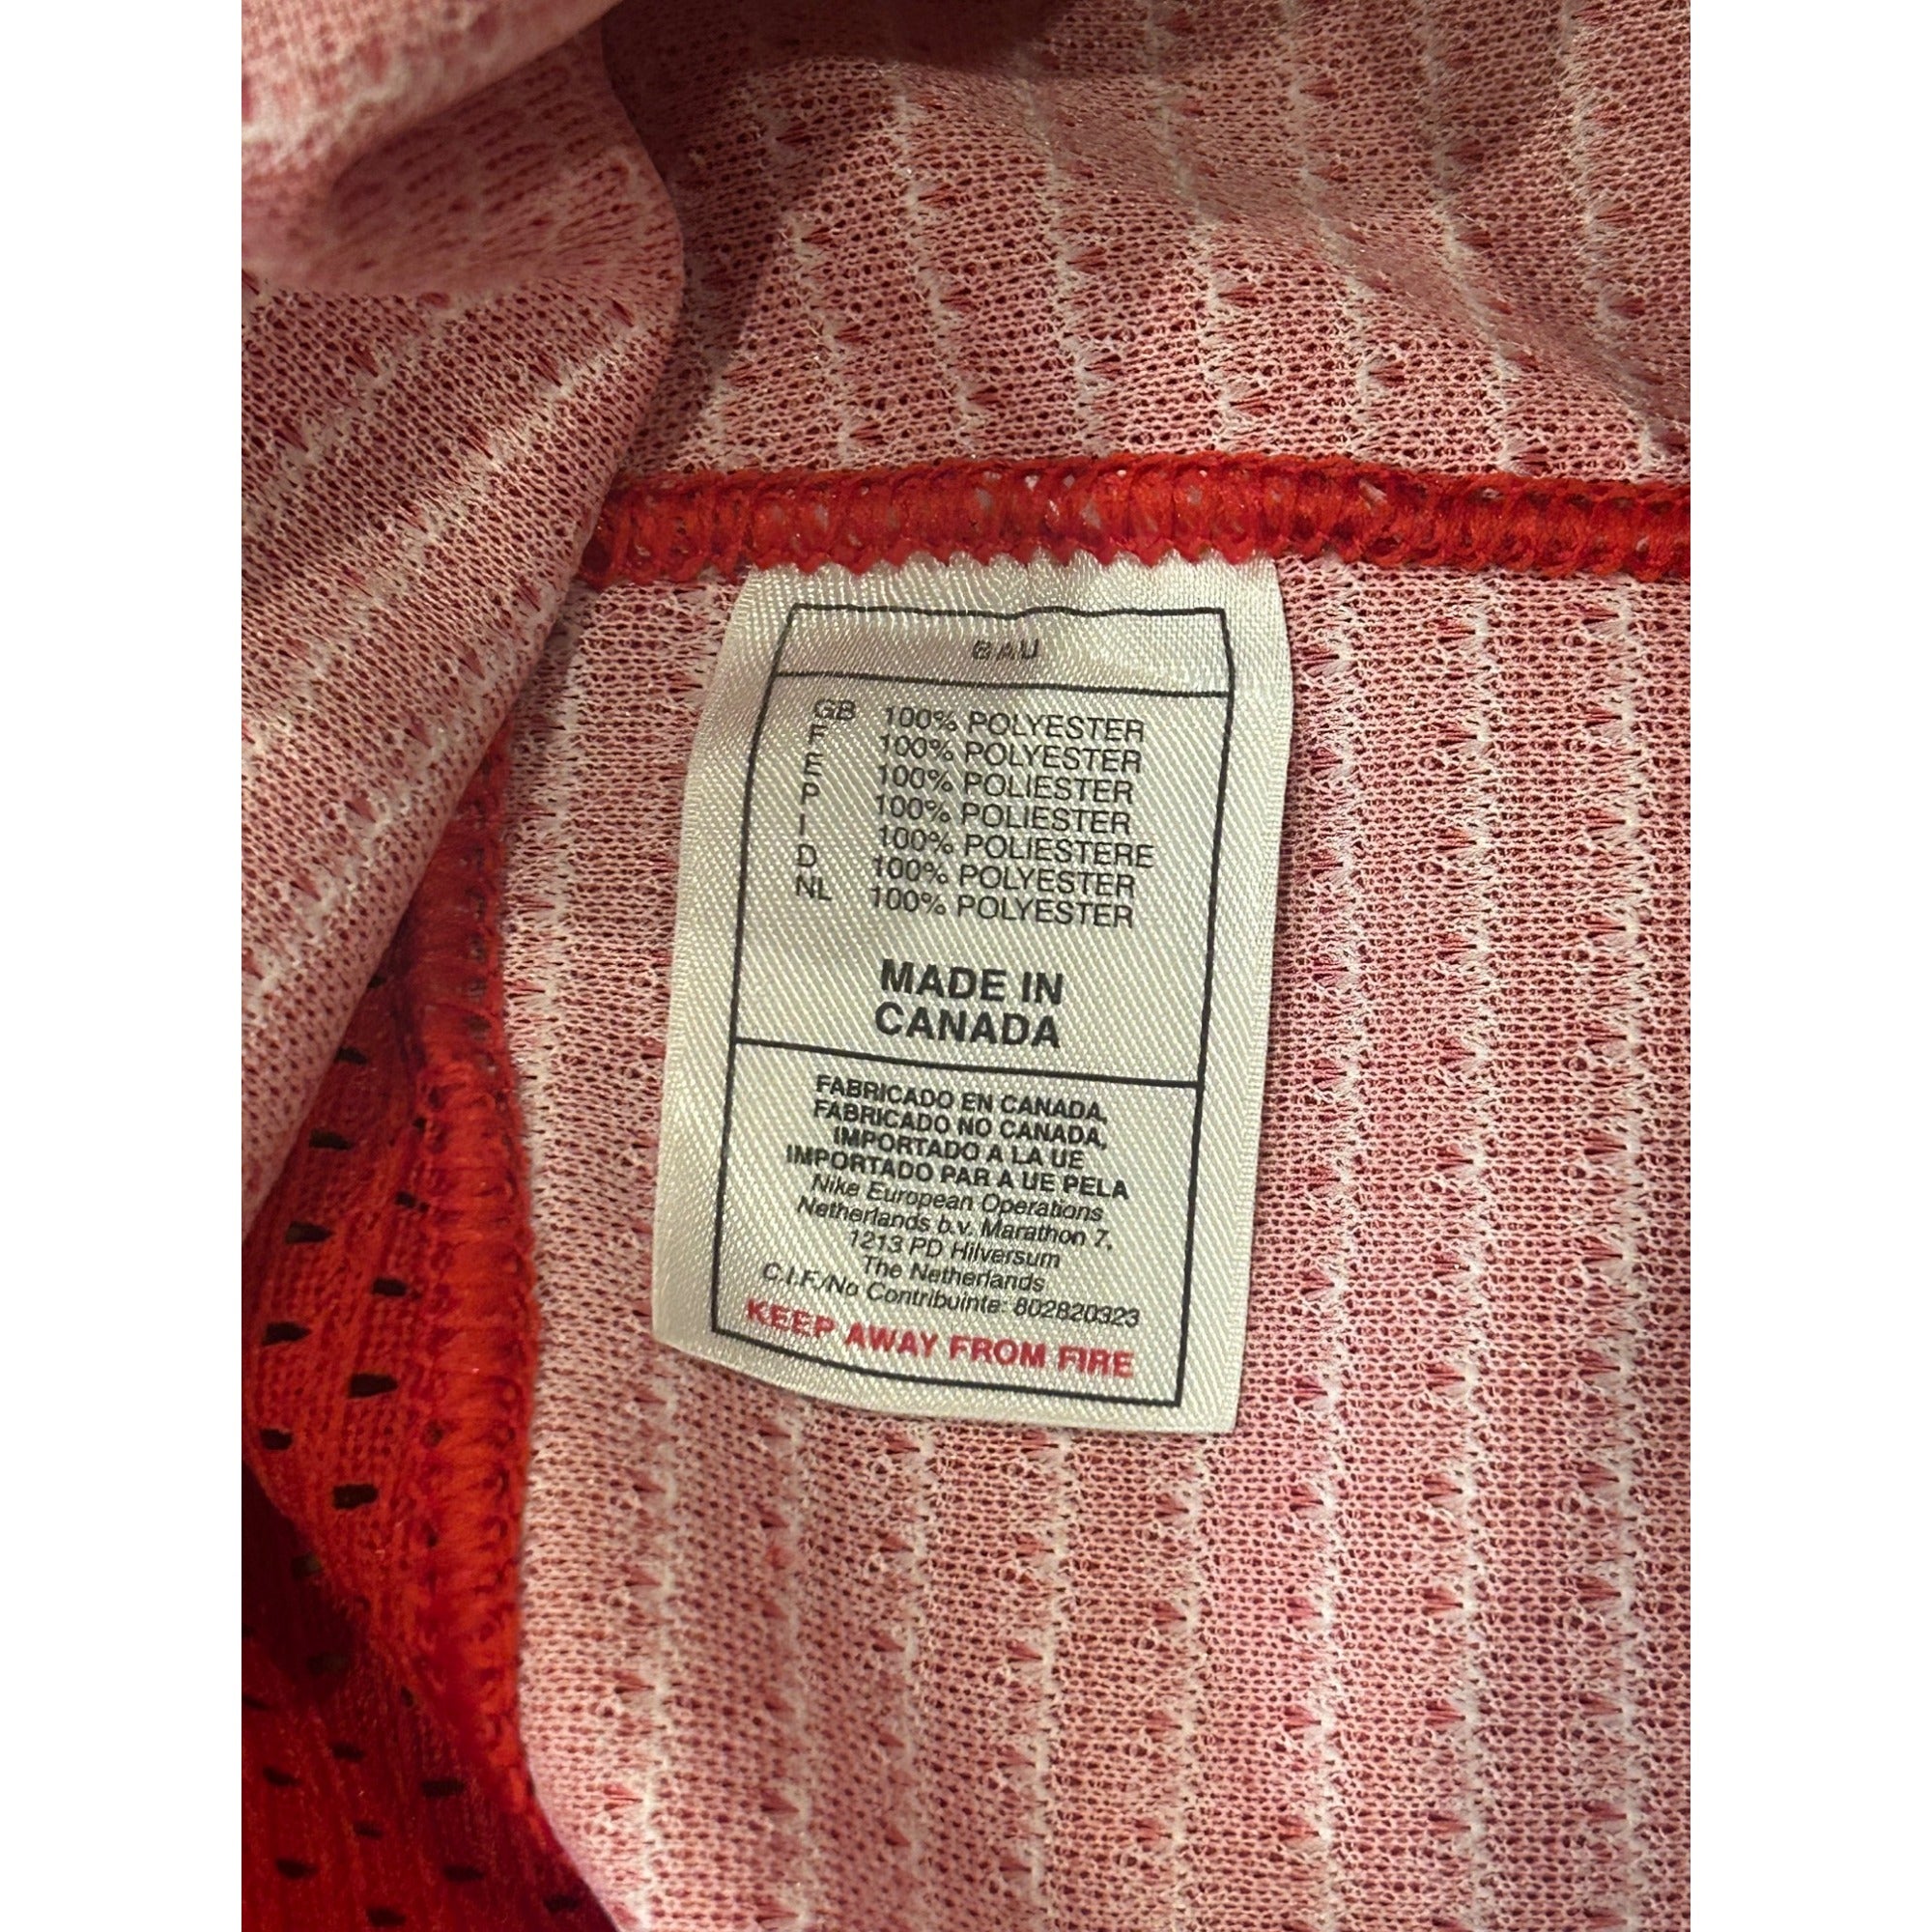 BAU
GB 100% POLYESTER
F 100% POLYESTER
E 100% POLIESTER
P 100% POLIESTER
I 100% POLIESTERE
D 100% POLYESTER
NL 100% POLYESTER
MADE IN
CANADA
FABRICADO EN CANADA,
FABRICADO NO CANADA,
IMPORTADO A LA UE
IMPORTADO PAR A UE PELA
Nike European Operations
Netherlands b.v. Marathon 7,
1213 PD Hilversum
The Netherlands
C.I.F./No Contribuinte: 802820323
KEEP AWAY FROM FIRE